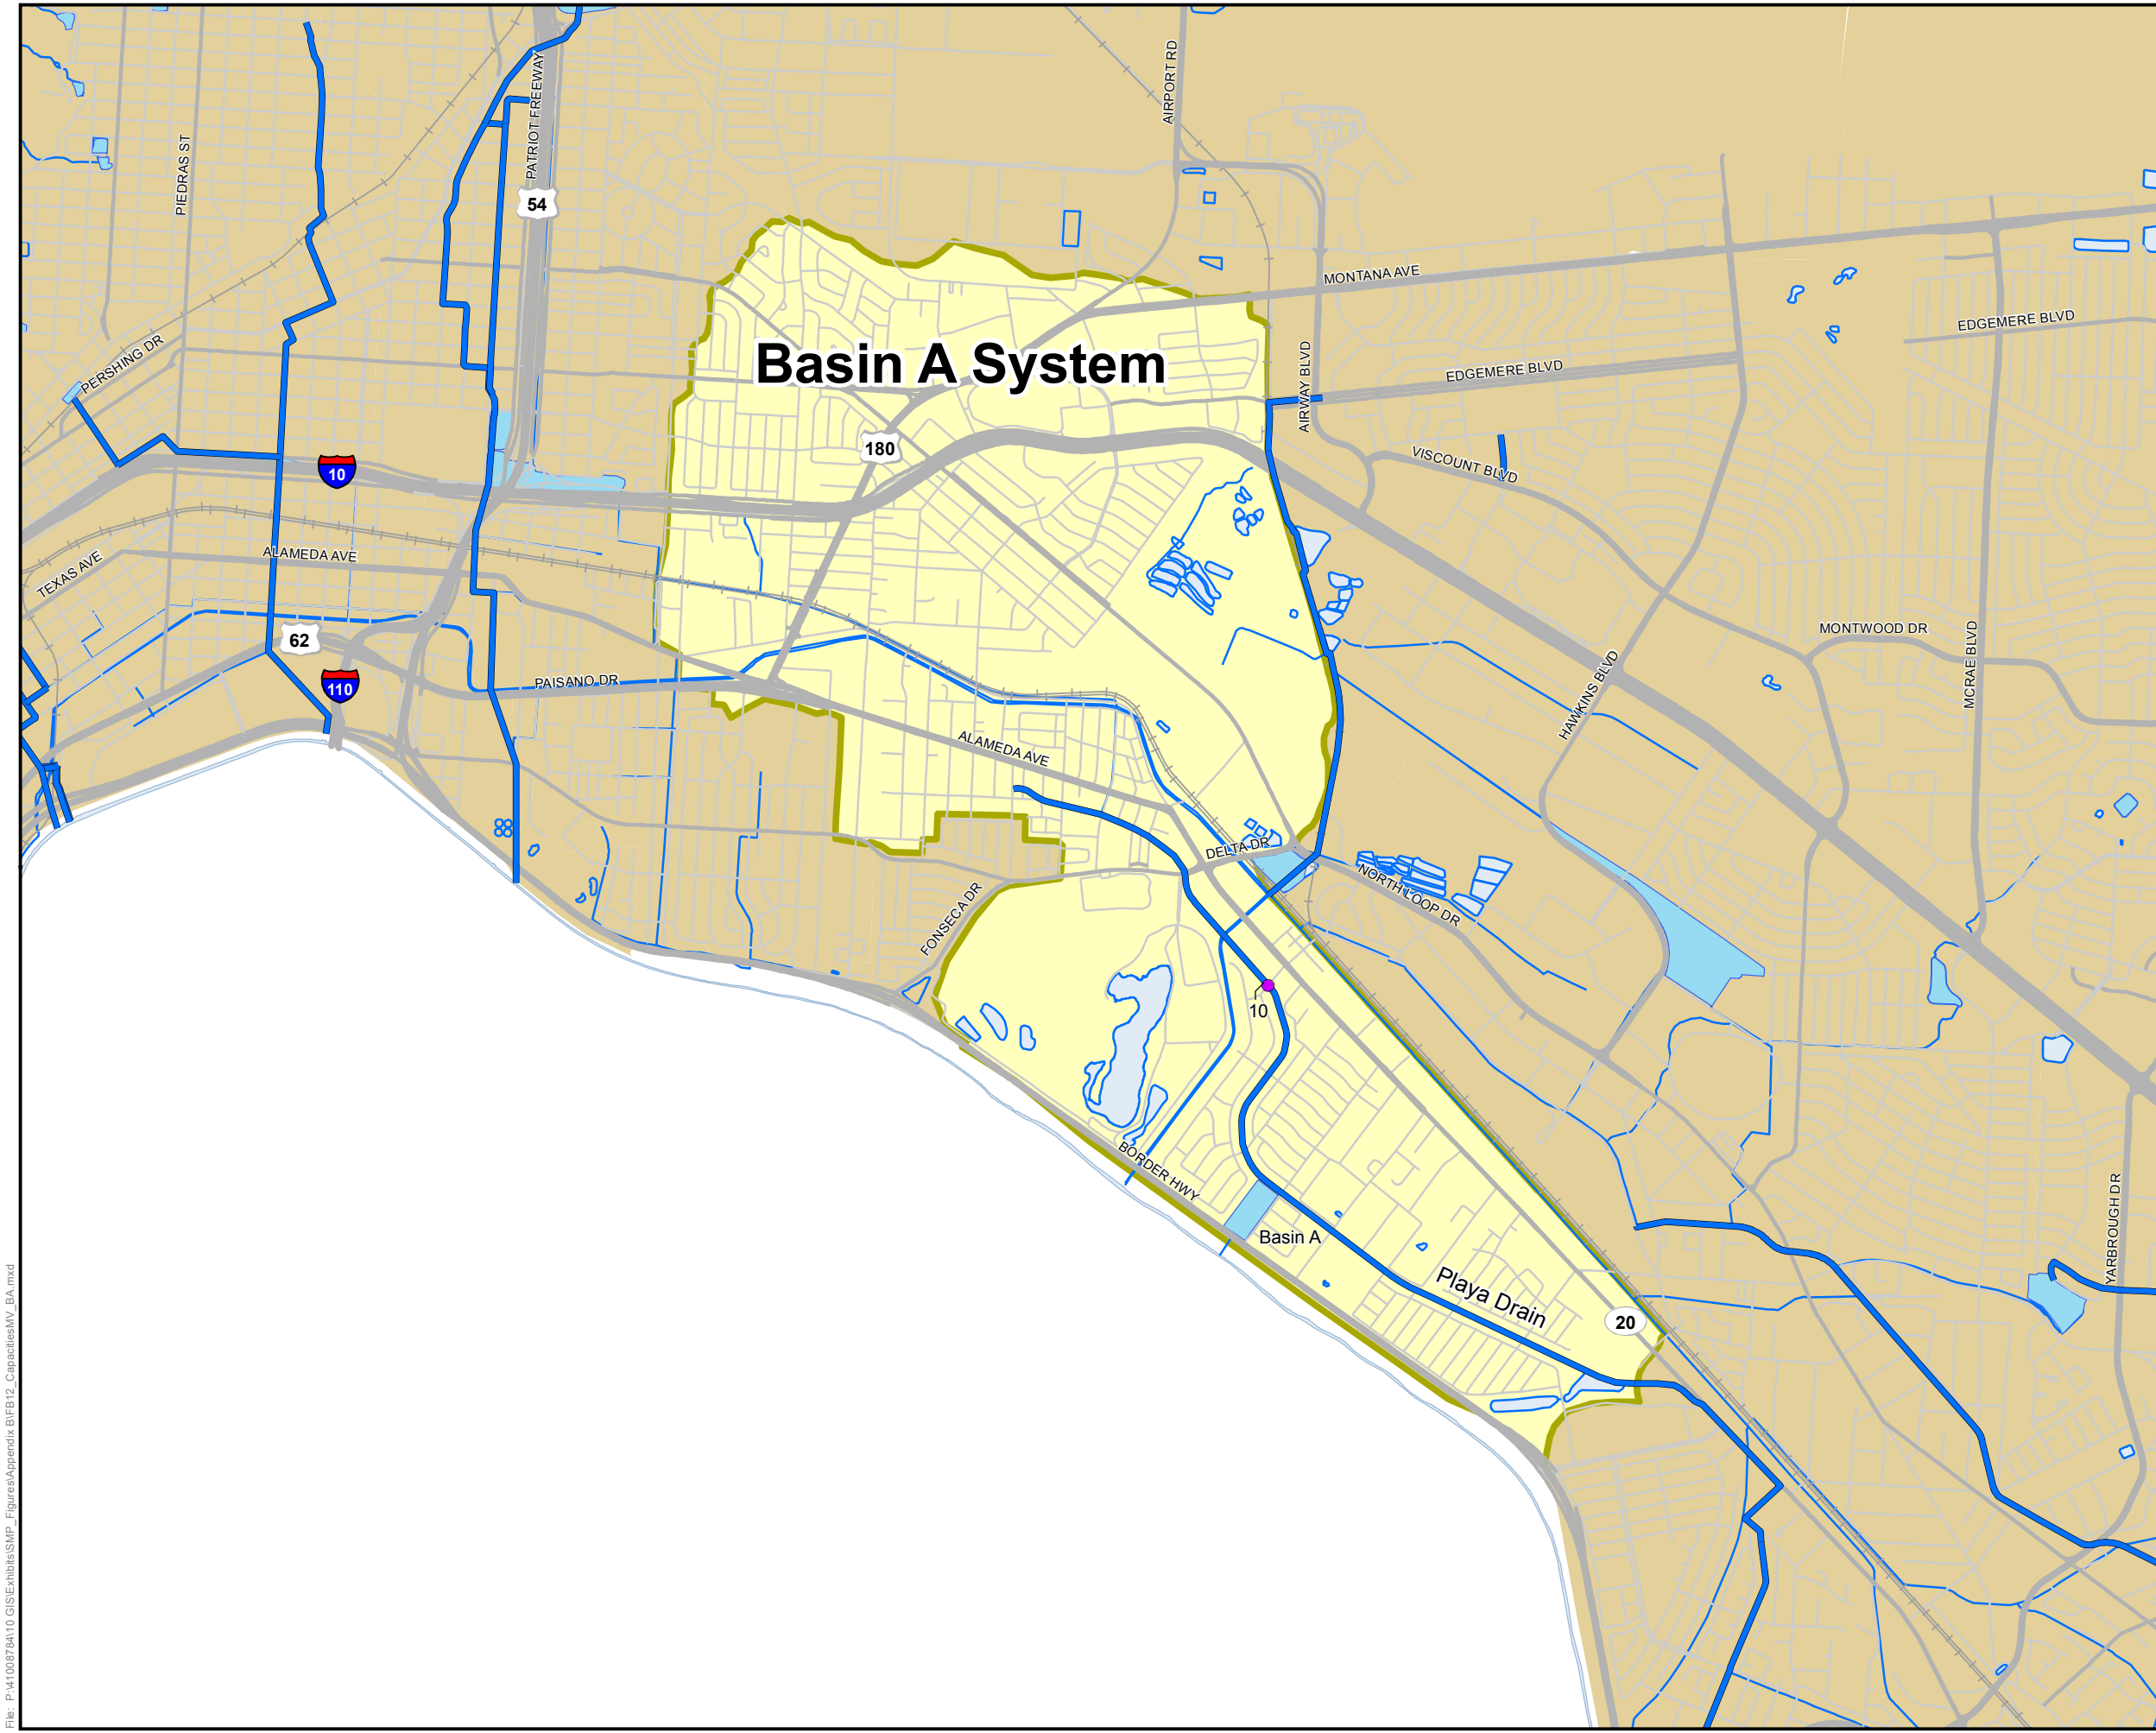 AIRPORT RD
PATRIOT FREEWAY
PIEDRAS ST
54
MONTANA AVE
EDGEMERE BLVD
PERSHING DR
Basin A System
AIRWAY BLVD
EDGEMERE BLVD
180
VISCOUNT BLVD
10
ALAMEDA AVE
TEXAS AVE
62
MONTWOOD DR
MCRAE BLVD
110
PAISANO DR
HAWKINS BLVD
ALAMEDA AVE
DELTA DR
NORTH LOOP DR
FONSECA DR
10
BORDER HWY
Basin A
YARBROUGH DR
Playa Drain
20
File: P:\41008784\10 GIS\Exhibits\SMP_Figures\Appendix B\FB12_CapacitiesMV_BA.mxd